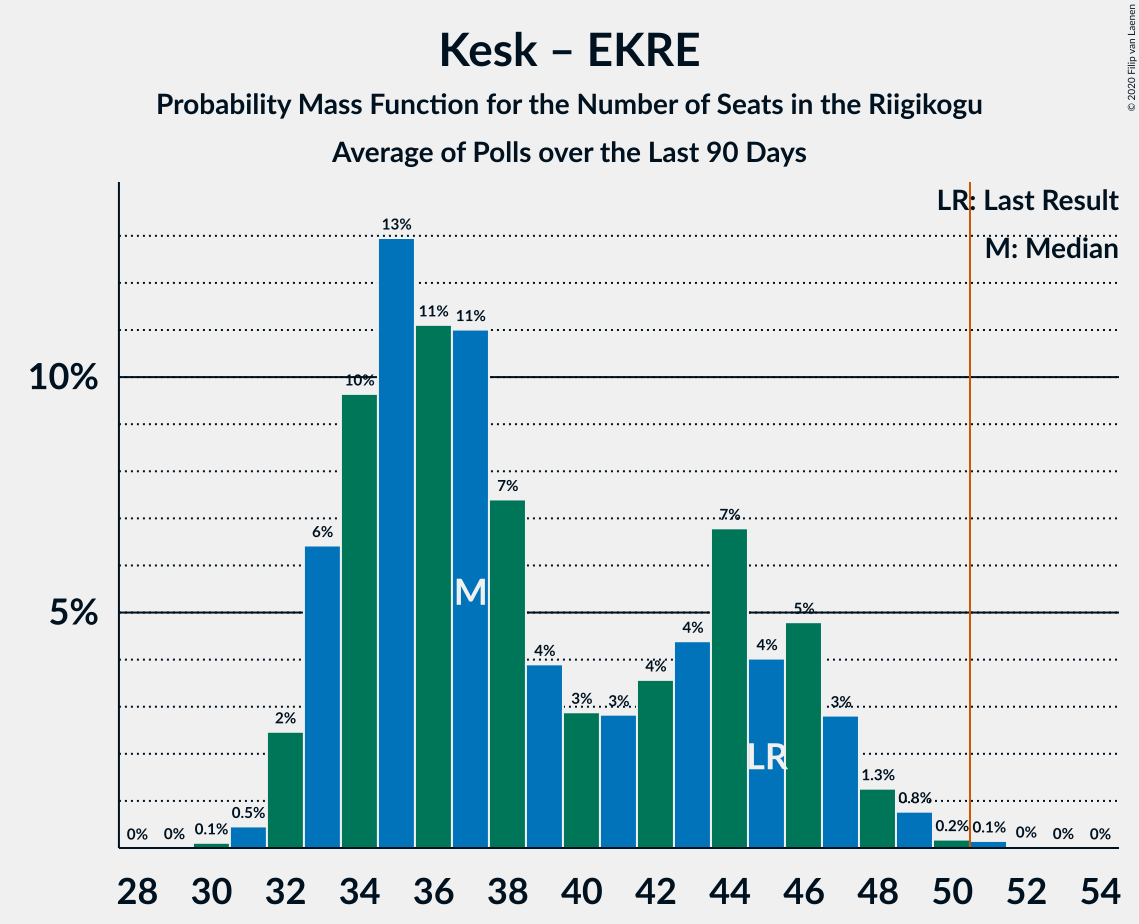 Kesk – EKRE
Probability Mass Function for the Number of Seats in the Riigikogu
Average of Polls over the Last 90 Days
© 2020 Filip van Laenen
LR: Last Result
M: Median
10%
5%
0% 0% 0.1% 0.5% 2% 6% 10% 13% 11% 11% 7% 4% 3% 3% 4% 4% 7% 4% 5% 3% 1.3% 0.8% 0.2% 0.1% 0% 0% 0%
M
LR
28 30 32 34 36 38 40 42 44 46 48 50 52 54